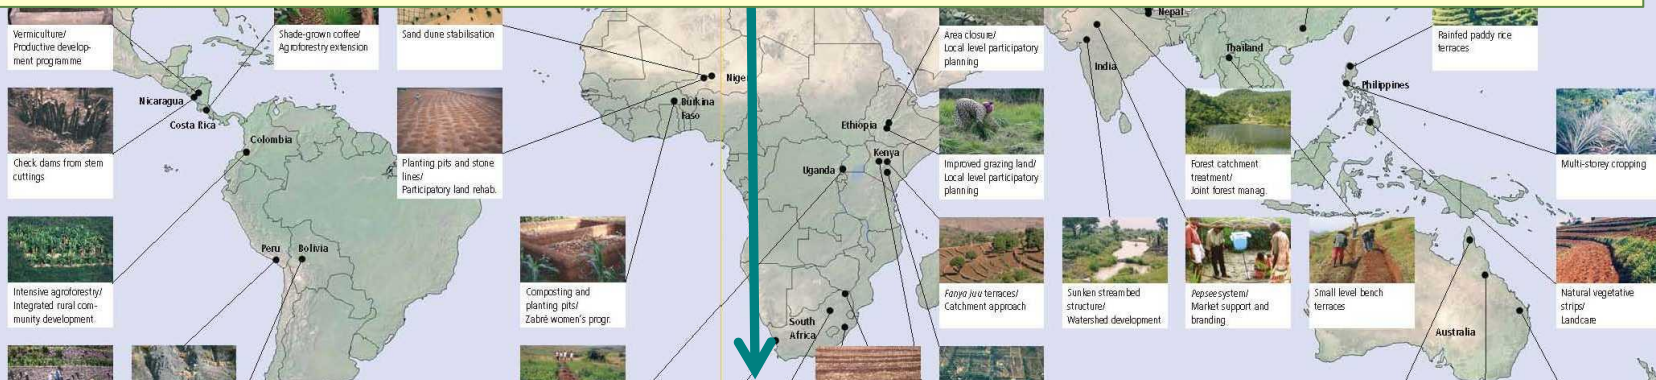 Vermiculture/
Productive develop-
ment programme
Shade-grown coffee/
Agroforestry extension
Sand dune stabilisation
Area closure/
Local level participatory
planning
Nepal
Rainfed paddy rice
terraces
Thailand
India
Niger
Philippines
Nicaragua
Costa Rica
Colombia
Burkina
Faso
Ethiopia
Kenya
Uganda
Check dams from stem
cuttings
Planting pits and stone
lines/
Participatory land rehab.
Improved grazing land/
Local level participatory
planning
Forest catchment
treatment/
Joint forest manag.
Multi-storey cropping
Peru
Bolivia
Intensive agroforestry/
Integrated rural com-
munity development
Composting and
planting pits/
Zabré women's progr.
South
Africa
Fanya juu terraces/
Catchment approach
Sunken streambed
structure/
Watershed development
Pepsee system/
Market support and
branding
Small level bench
terraces
Australia
Natural vegetative
strips/
Landcare